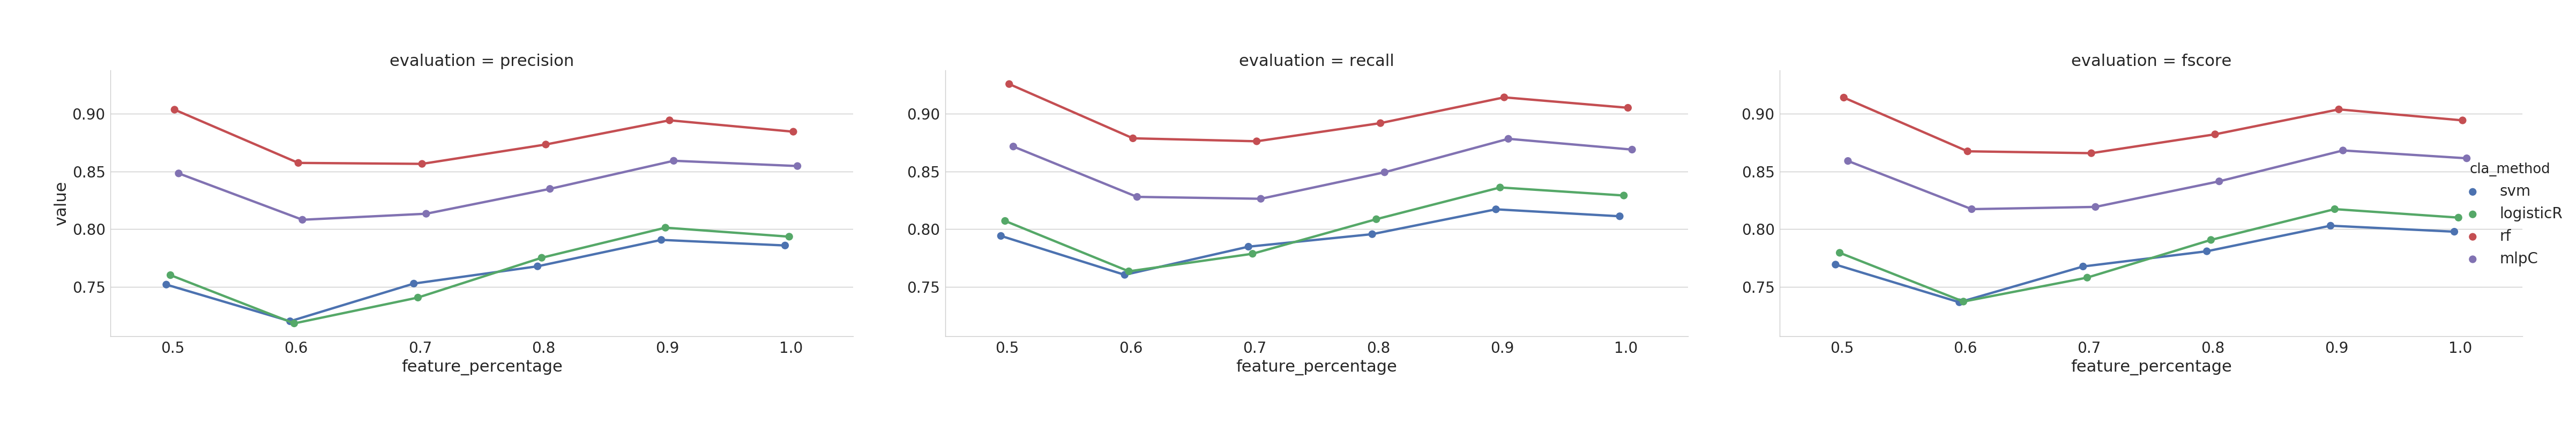 evaluation = precision
evaluation = recall
evaluation = fscore
value
0.90
0.85
0.80
0.75
0.5 0.6 0.7 0.8 0.9 1.0
feature_percentage
0.90
0.85
0.80
0.75
0.5 0.6 0.7 0.8 0.9 1.0
feature_percentage
0.90
0.85
0.80
0.75
0.5 0.6 0.7 0.8 0.9 1.0
feature_percentage
cla_method
svm
logisticR
rf
mlpC